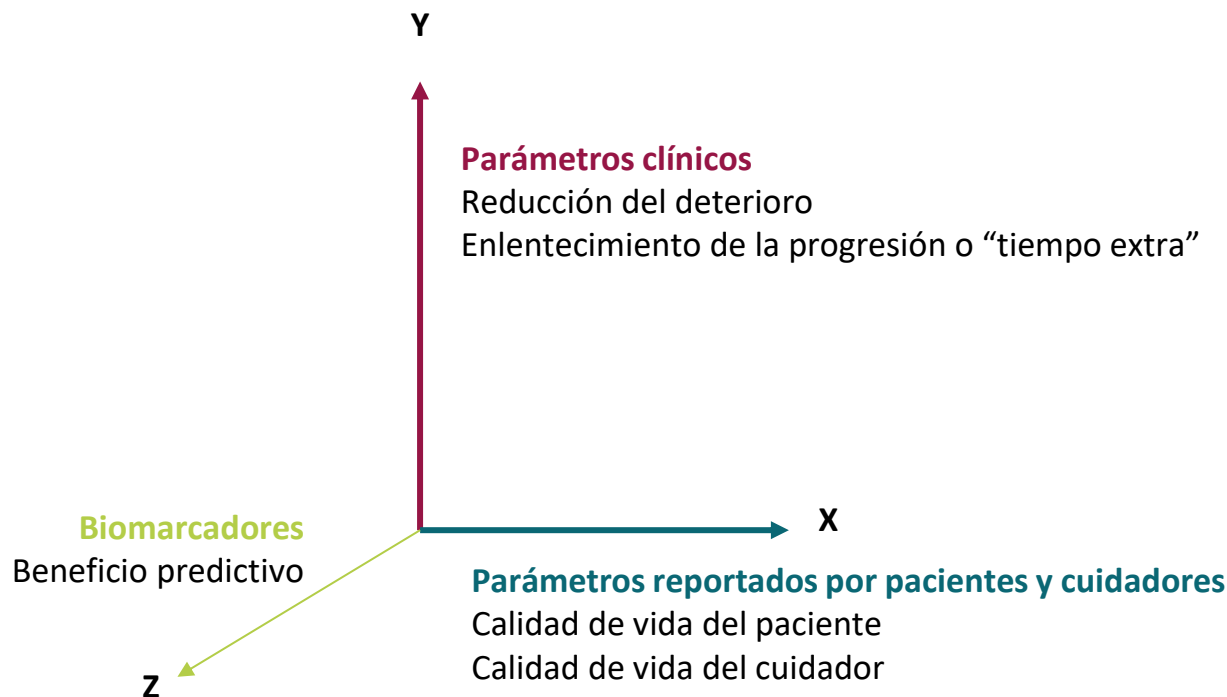 Y
Parámetros clínicos
Reducción del deterioro
Enlentecimiento de la progresión o “tiempo extra”
X
Biomarcadores
Beneficio predictivo
Parámetros reportados por pacientes y cuidadores
Calidad de vida del paciente
Calidad de vida del cuidador
Z